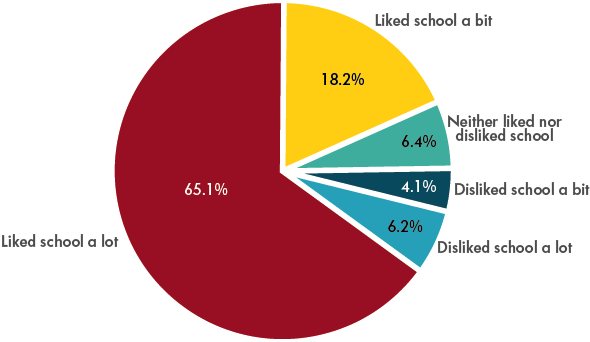 Liked school a bit
18.2%
Neither liked nor
disliked school
6.4%
4.1%
Disliked school a bit
65.1%
6.2%
Liked school a lot
Disliked school a lot